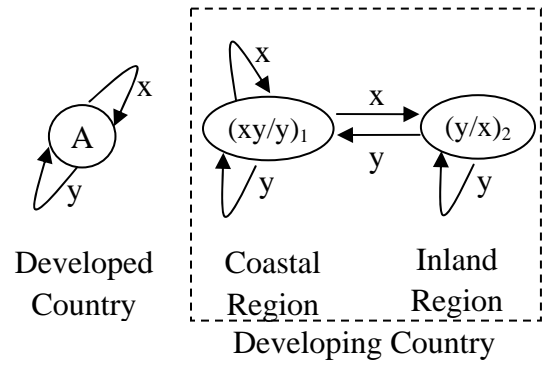 x
A
y
x
(xy/y)₁
y
x
y
(y/x)₂
y
Developed
Country
Coastal
Region
Inland
Region
Developing Country